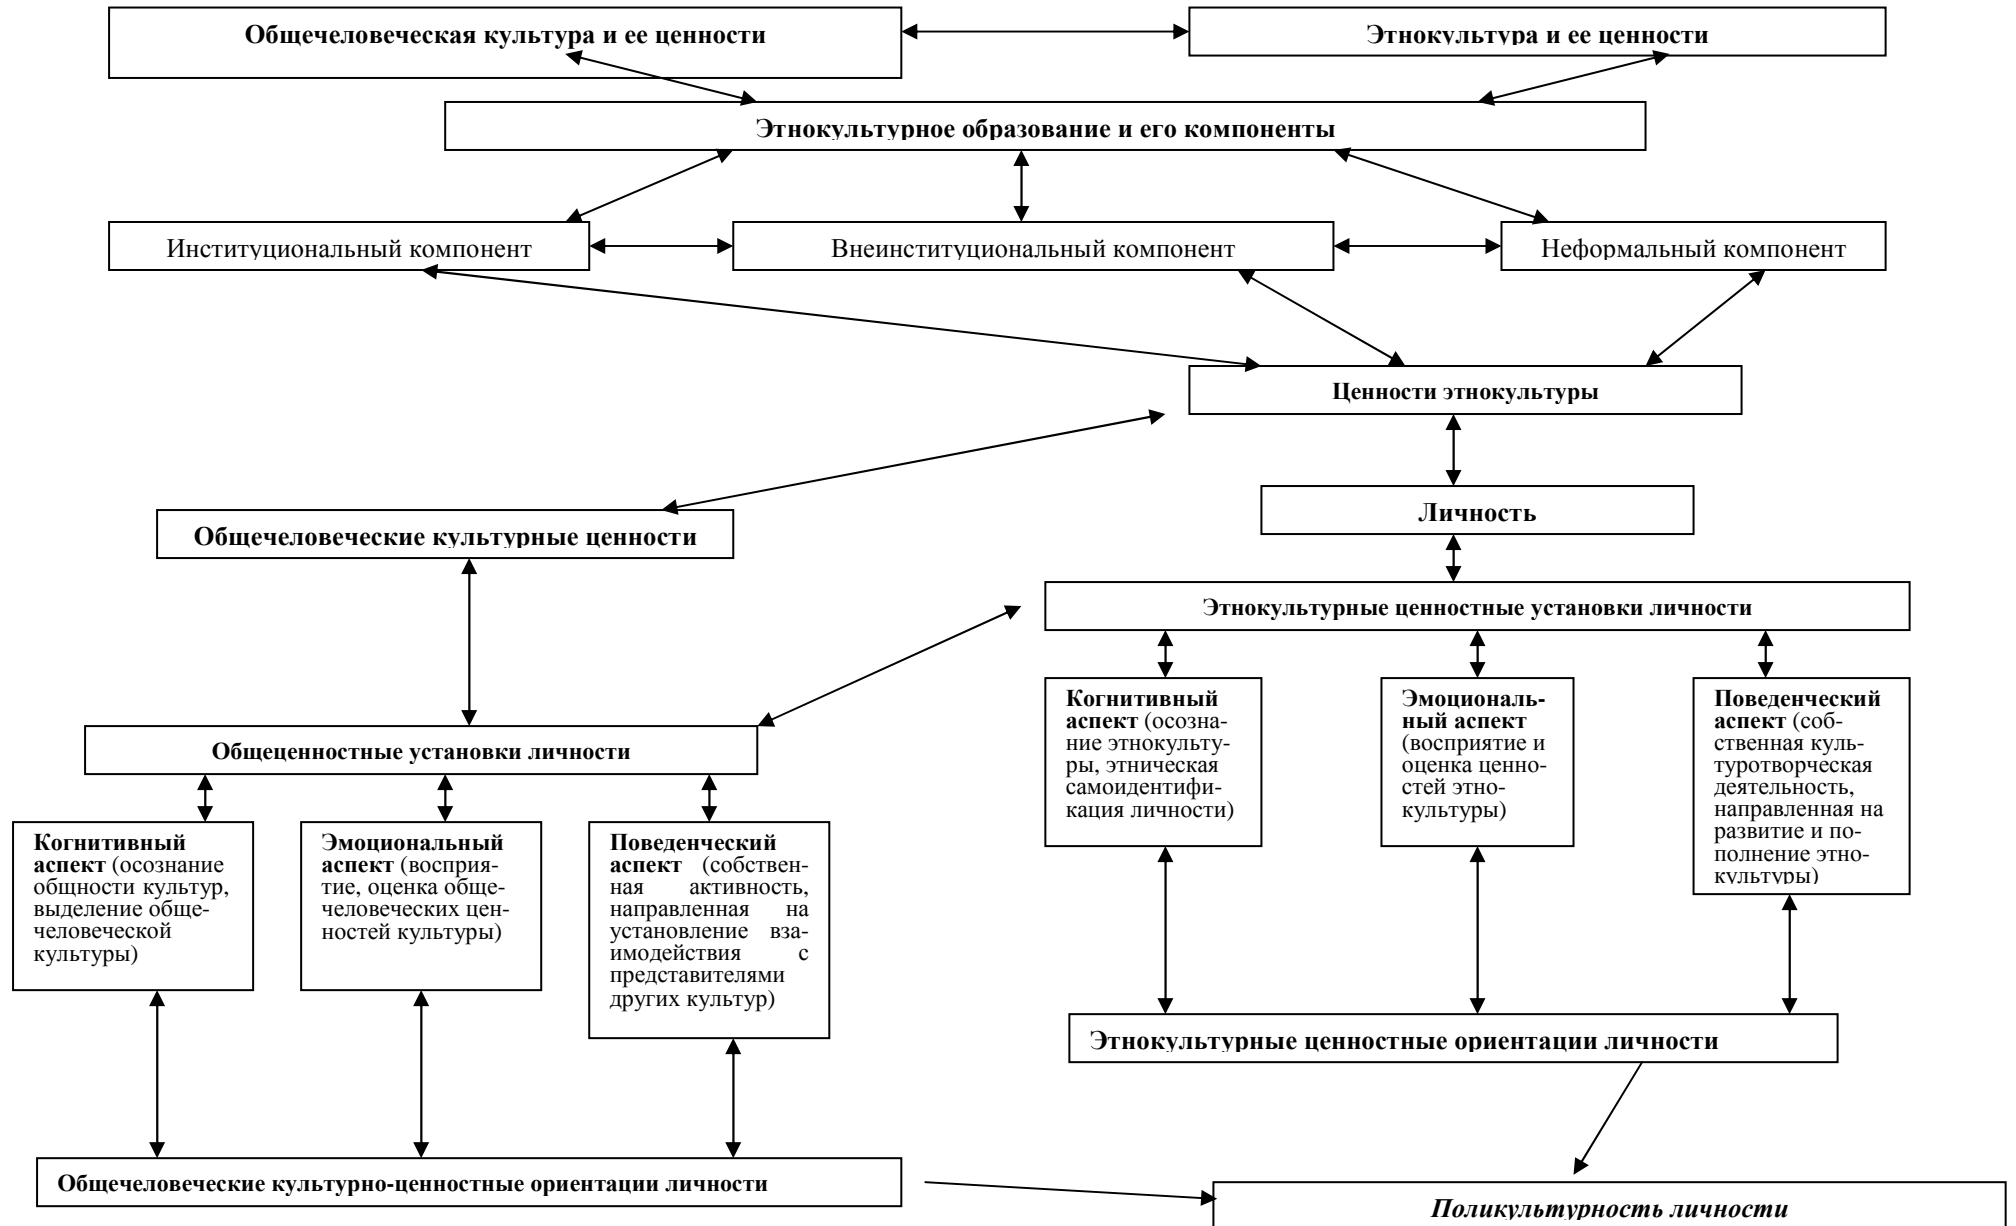 Общечеловеческая культура и ее ценности
Этнокультура и ее ценности
Этнокультурное образование и его компоненты
Институциональный компонент
Внеинституциональный компонент
Неформальный компонент
Ценности этнокультуры
Личность
Общечеловеческие культурные ценности
Этнокультурные ценностные установки личности
Когнитивный
аспект (осозна-
ние этнокульту-
ры, этническая
самоидентифи-
кация личности)
Эмоциональ-
ный аспект
(восприятие и
оценка ценно-
стей этно-
культуры)
Поведенческий
аспект (соб-
ственная куль-
туротворческая
деятельность,
направленная на
развитие и по-
полнение этно-
культуры)
Общеценностные установки личности
Когнитивный
аспект (осознание
общности культур,
выделение обще-
человеческой
культуры)
Эмоциональный
аспект (восприя-
тие, оценка обще-
человеческих цен-
ностей культуры)
Поведенческий
аспект (собствен-
ная активность,
направленная на
установление вза-
имодействия с
представителями
других культур)
Этнокультурные ценностные ориентации личности
Общечеловеческие культурно-ценностные ориентации личности
Поликультурность личности